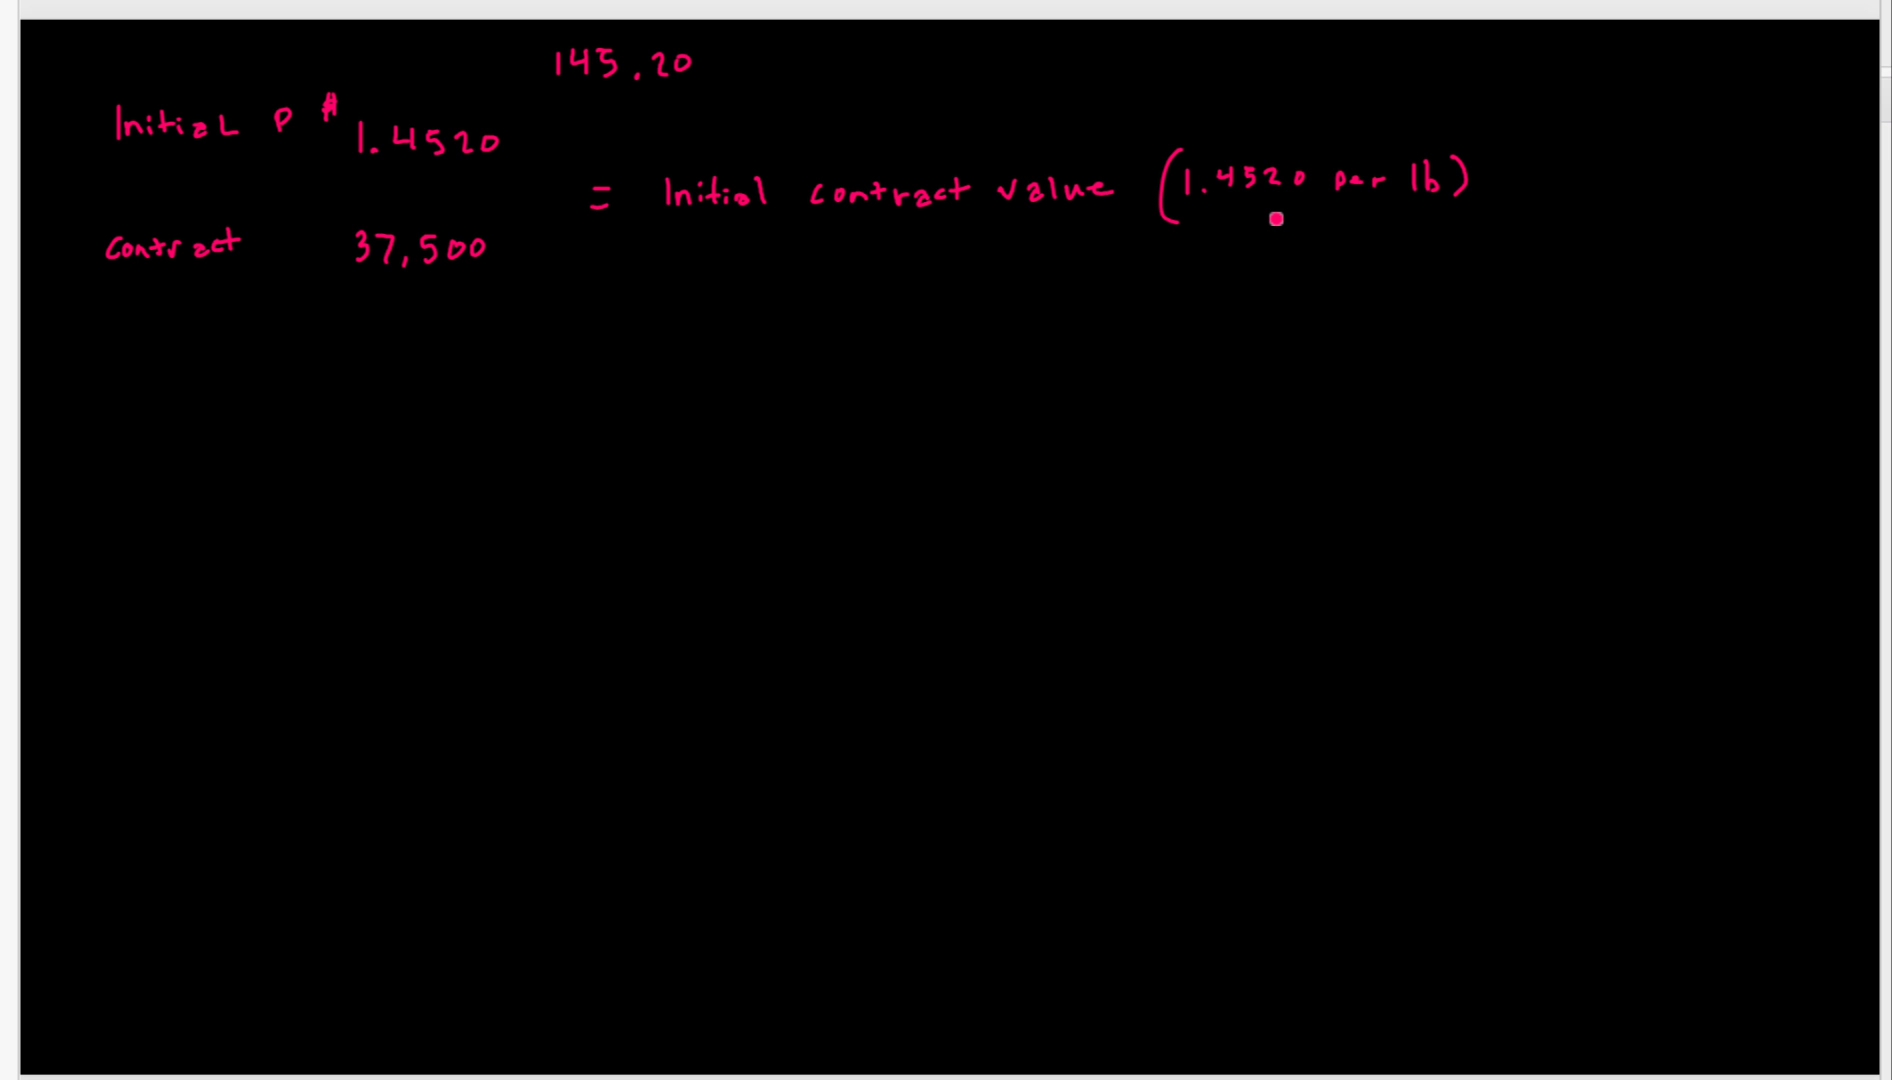 145.20
Initial P $ 1.4520
= Initial contract value (1.4520 per lb)
Contract 37,500